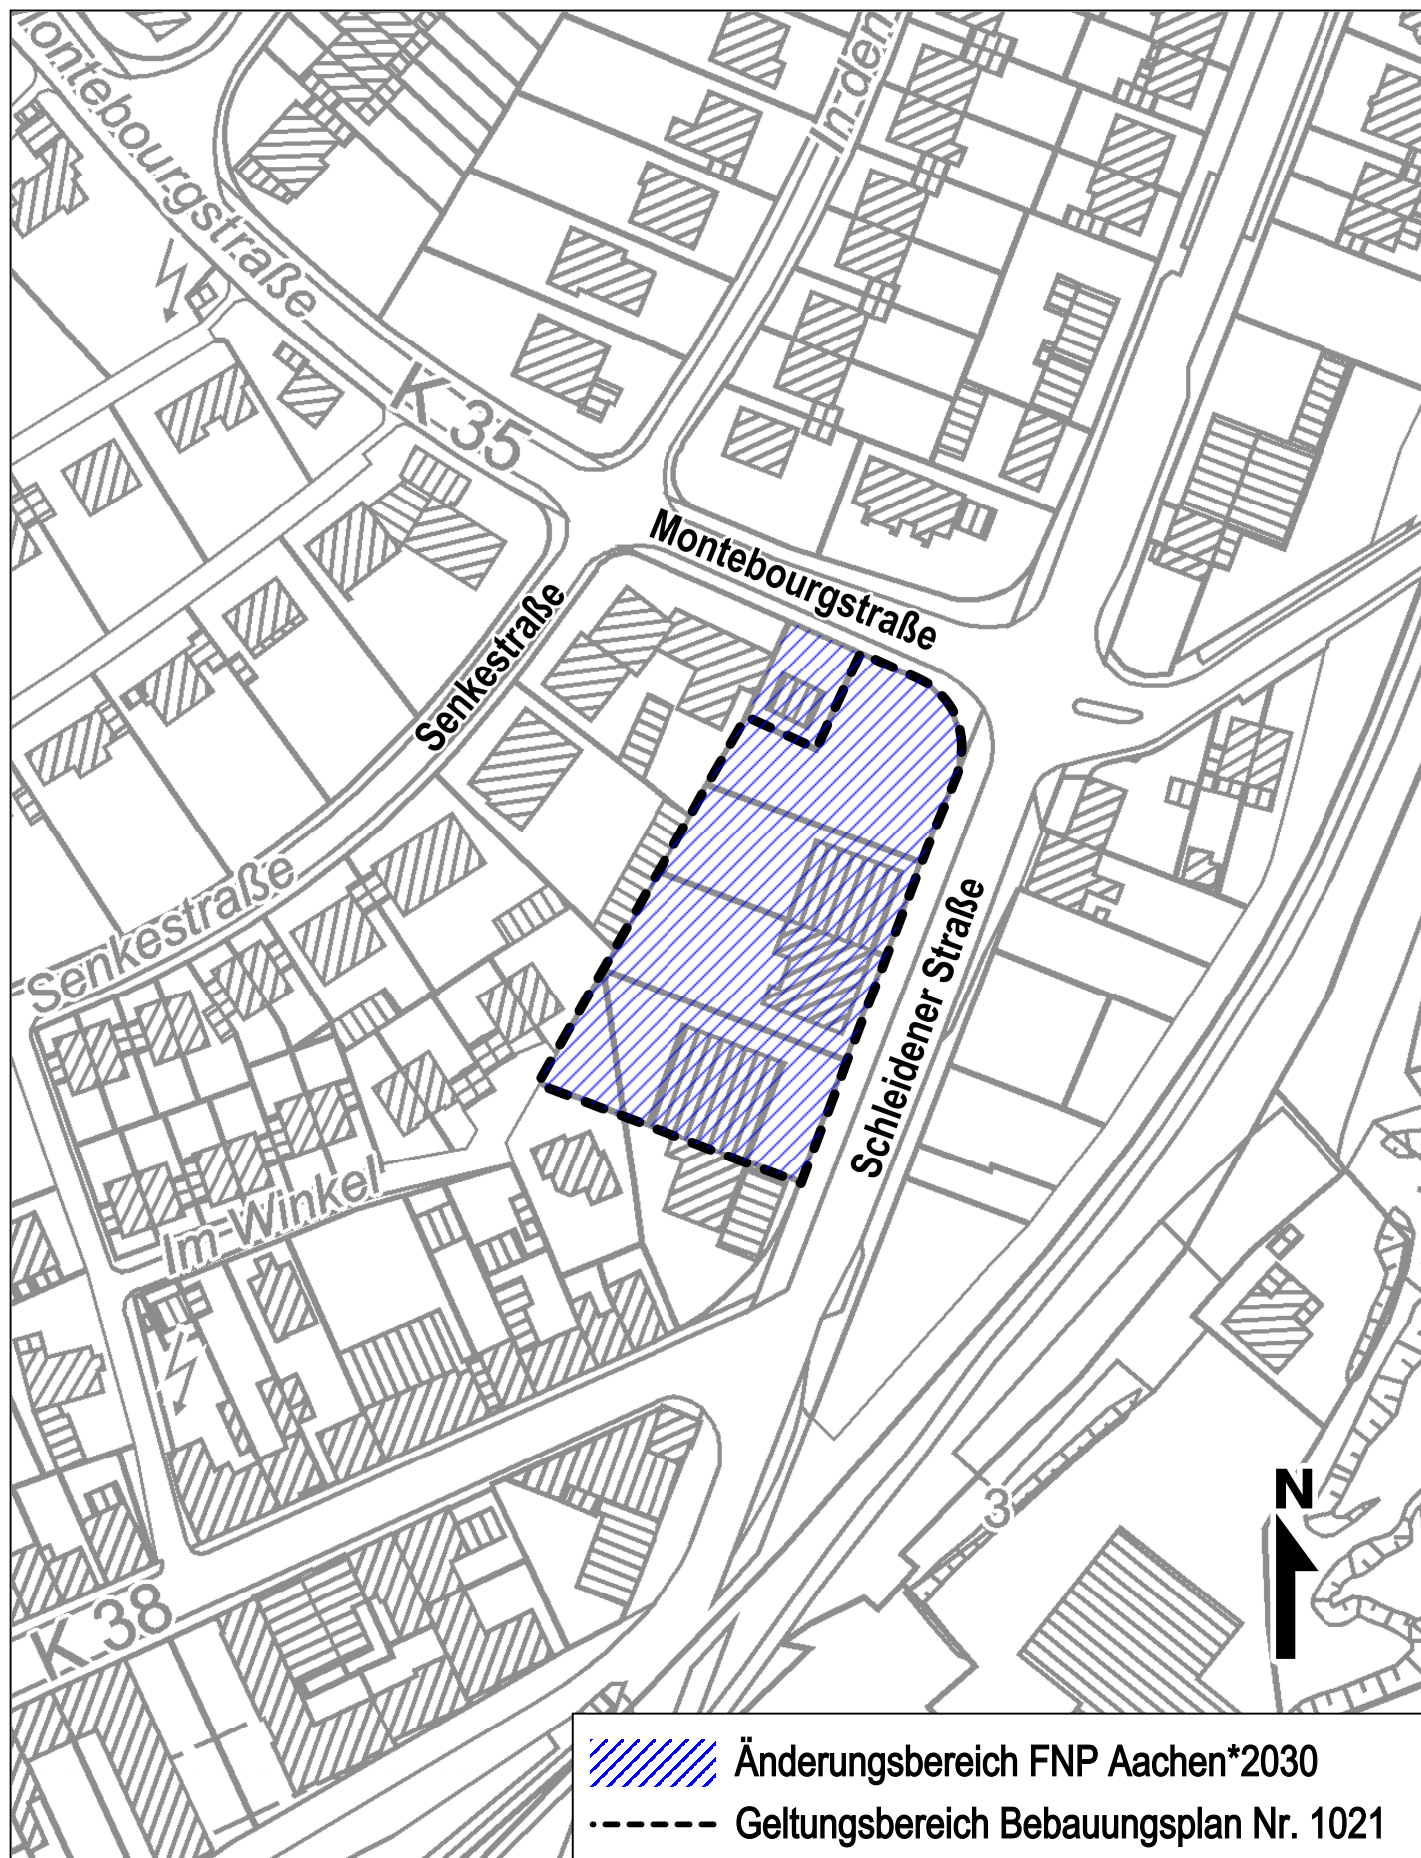 Montebourgstraße
In den
K 35
Montebourgstraße
Senkestraße
Senkestraße
Schleidener Straße
Im Winkel
K 38
3
N
Änderungsbereich FNP Aachen*2030
Geltungsbereich Bebauungsplan Nr. 1021